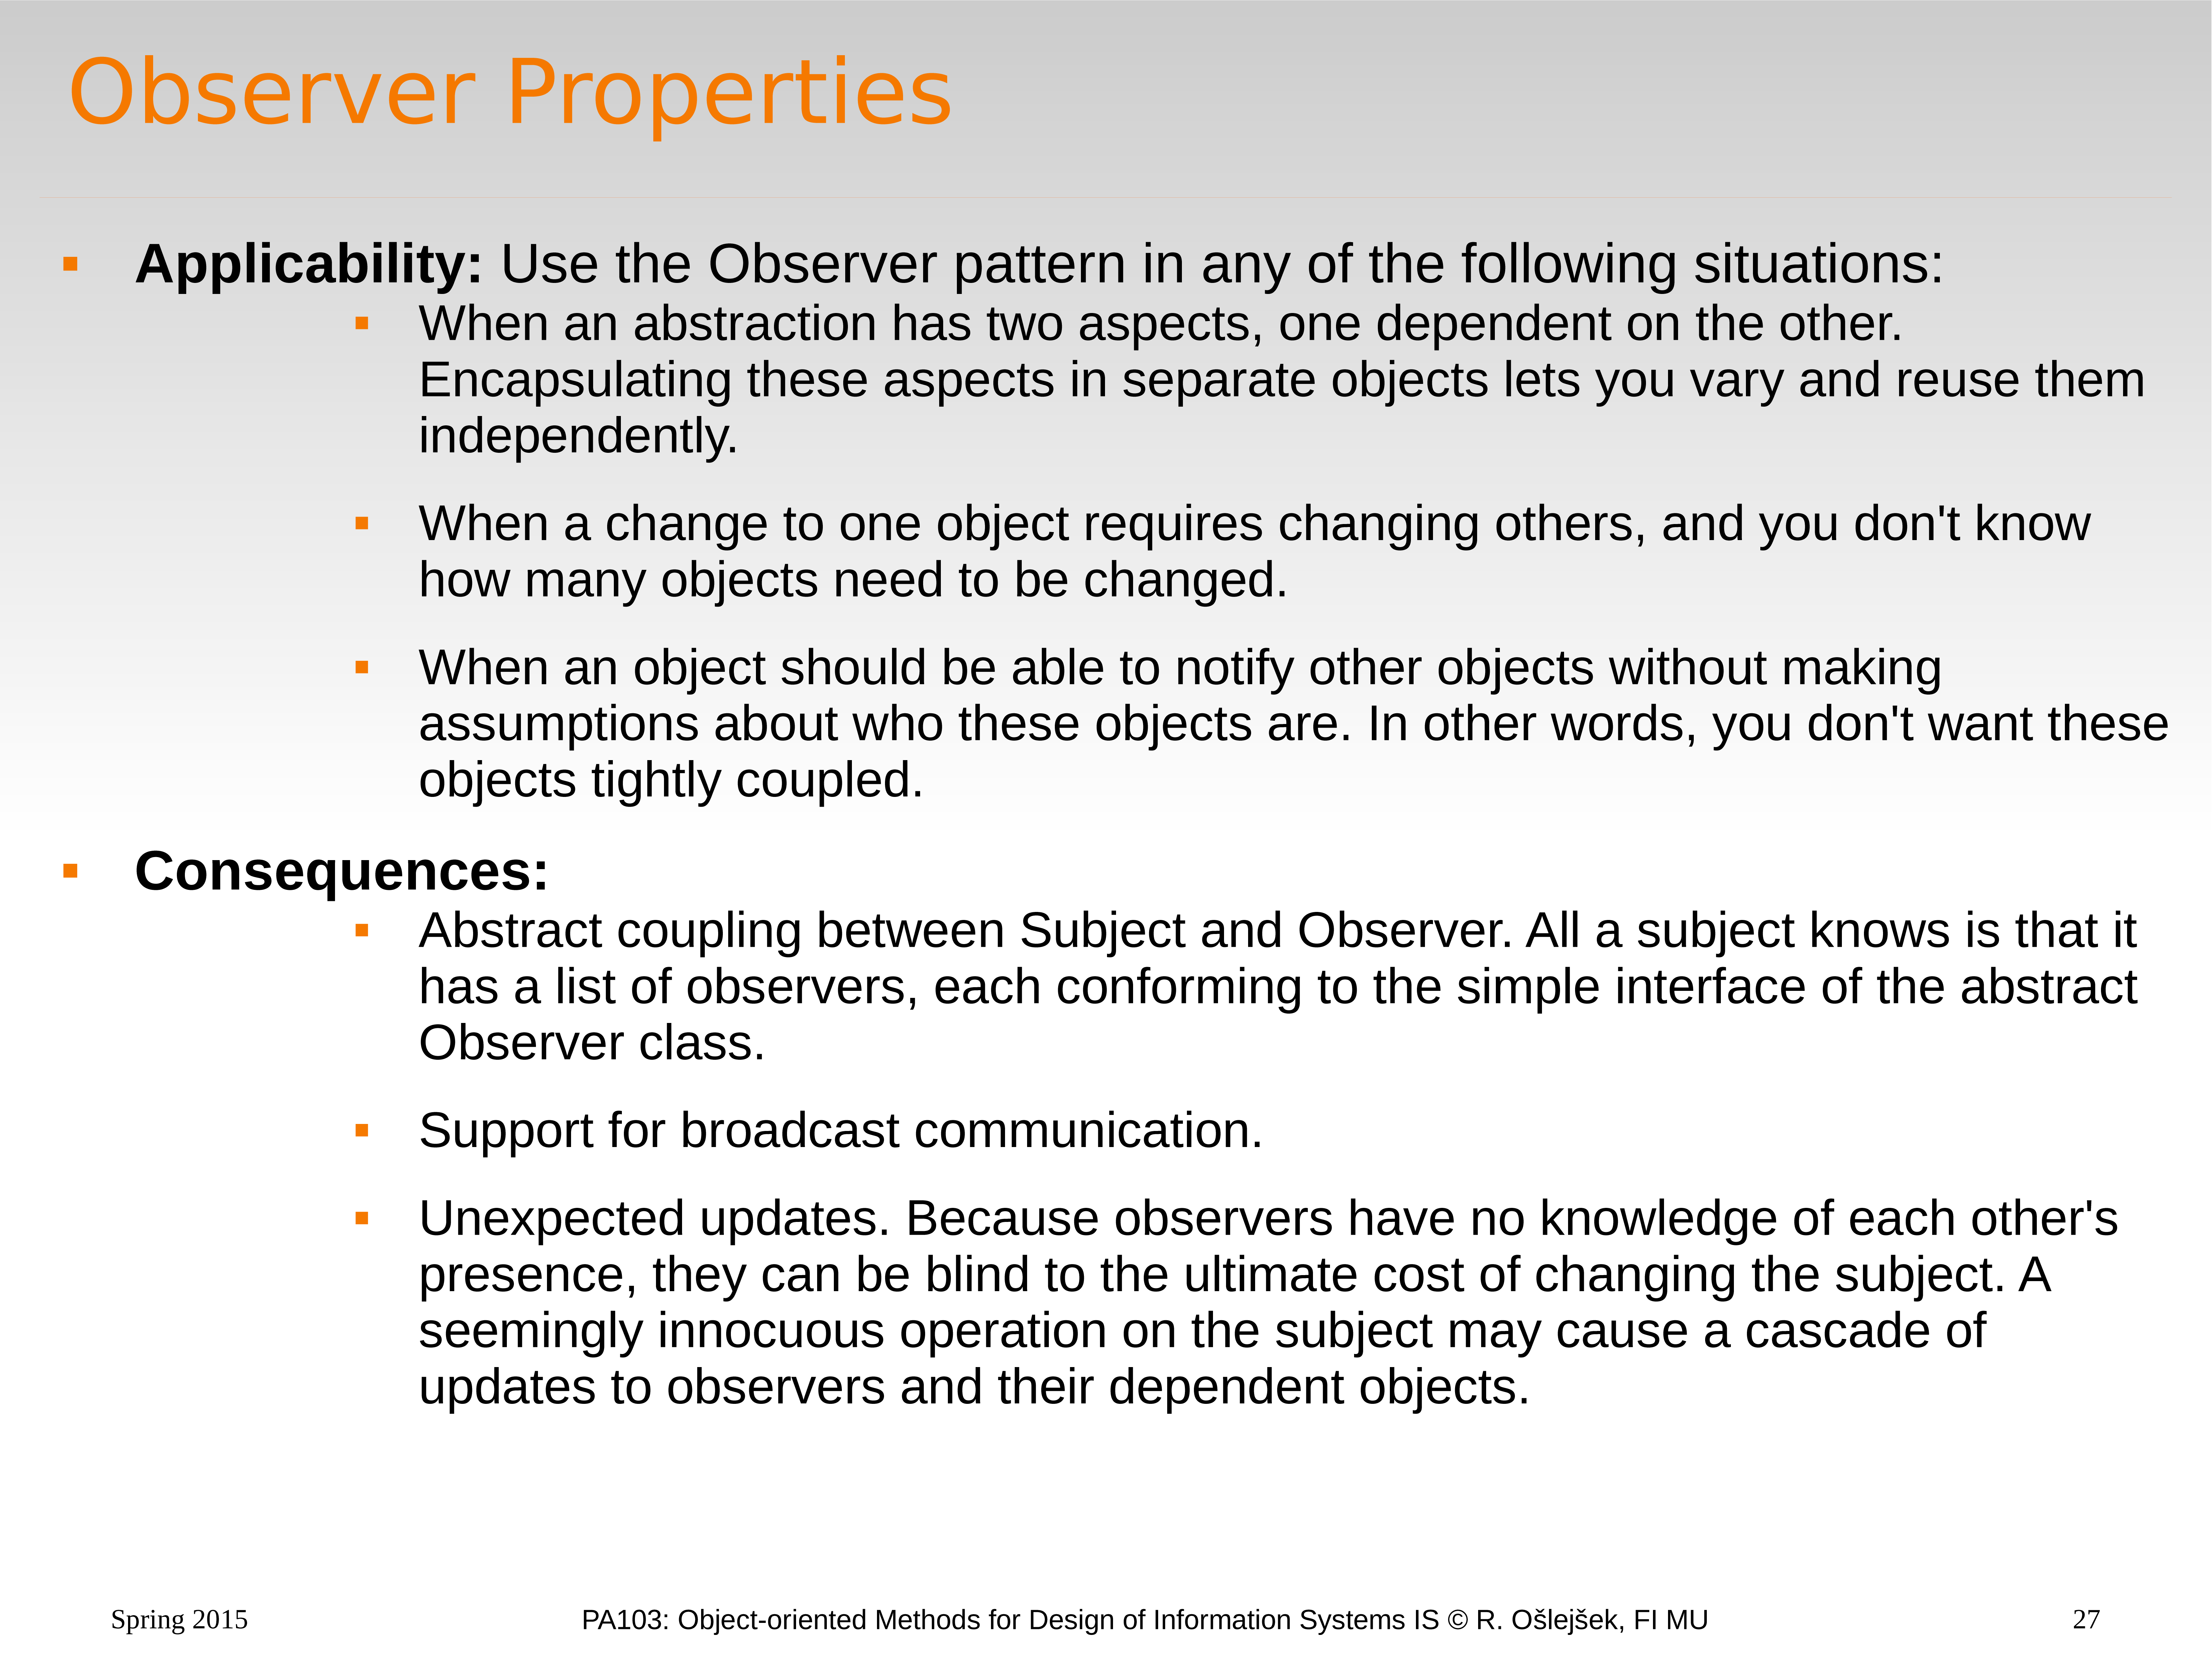 Observer Properties
Applicability: Use the Observer pattern in any of the following situations:
When an abstraction has two aspects, one dependent on the other.
Encapsulating these aspects in separate objects lets you vary and reuse them
independently.
When a change to one object requires changing others, and you don't know
how many objects need to be changed.
When an object should be able to notify other objects without making
assumptions about who these objects are. In other words, you don't want these
objects tightly coupled.
Consequences:
Abstract coupling between Subject and Observer. All a subject knows is that it
has a list of observers, each conforming to the simple interface of the abstract
Observer class.
Support for broadcast communication.
Unexpected updates. Because observers have no knowledge of each other's
presence, they can be blind to the ultimate cost of changing the subject. A
seemingly innocuous operation on the subject may cause a cascade of
updates to observers and their dependent objects.
Spring 2015
PA103: Object-oriented Methods for Design of Information Systems IS © R. Ošlejšek, FI MU
27